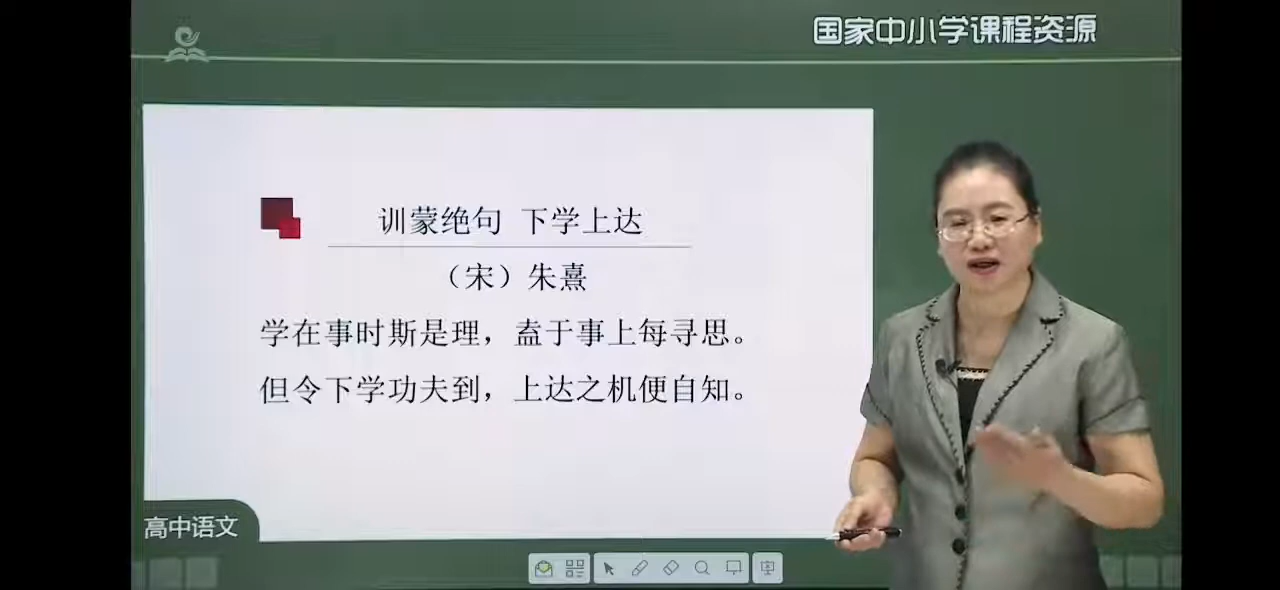 国家中小学课程资源
训蒙绝句 下学上达
（宋）朱熹
学在事时斯是理，盍于事上每寻思。
但令下学功夫到，上达之机便自知。
高中语文